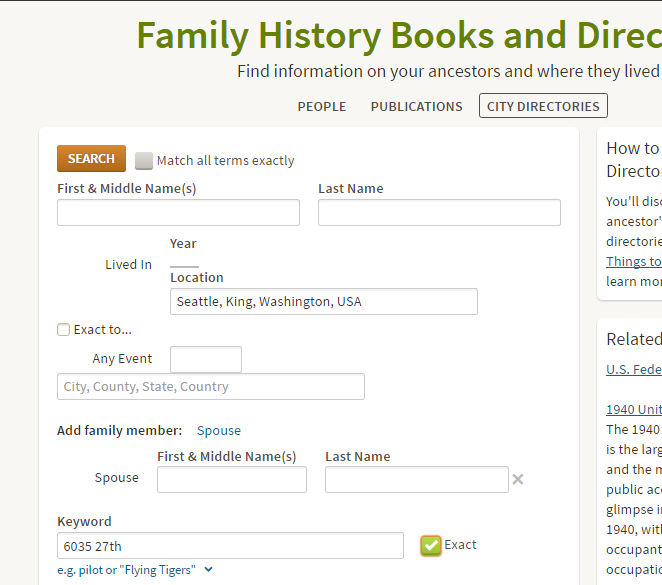 Family History Books and Direc
Find information on your ancestors and where they lived
PEOPLE PUBLICATIONS CITY DIRECTORIES
SEARCH Match all terms exactly
First & Middle Name(s) Last Name
Year
Lived In
Location
Seattle, King, Washington, USA
Exact to...
Any Event
City, County, State, Country
Add family member: Spouse
First & Middle Name(s) Last Name
Spouse
Keyword
6035 27th Exact
e.g. pilot or "Flying Tigers"
How to
Directo
You'll disc
ancestor'
directorie
Things to
learn mor
Related
U.S. Fede
1940 Unit
The 1940
is the larg
and the m
public acc
glimpse in
1940, with
occupant
occupatio